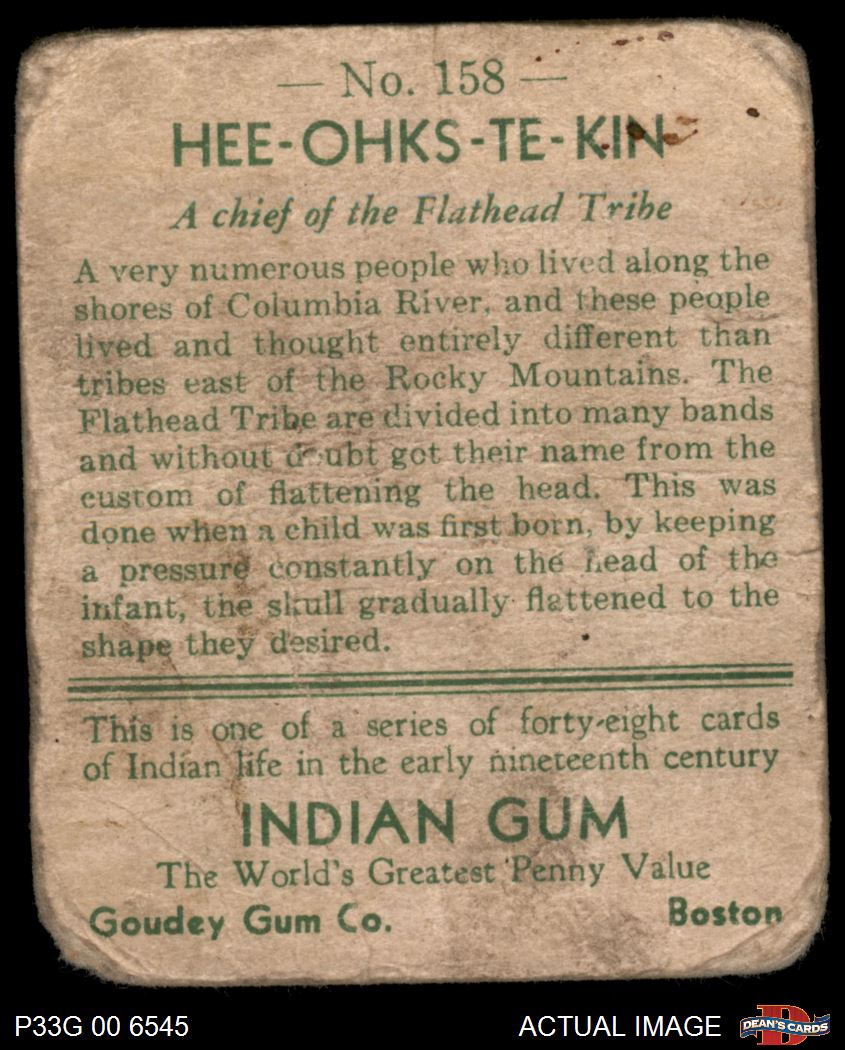 — No. 158 —
HEE-OHKS-TE-KIN
A chief of the Flathead Tribe
A very numerous people who lived along the
shores of Columbia River, and these people
lived and thought entirely different than
tribes east of the Rocky Mountains. The
Flathead Tribe are divided into many bands
and without doubt got their name from the
custom of flattening the head. This was
done when a child was first born, by keeping
a pressure constantly on the head of the
infant, the skull gradually flattened to the
shape they desired.
This is one of a series of forty-eight cards
of Indian life in the early nineteenth century
INDIAN GUM
The World's Greatest Penny Value
Goudey Gum Co. Boston
P33G 00 6545 ACTUAL IMAGE DEAN'S CARDS